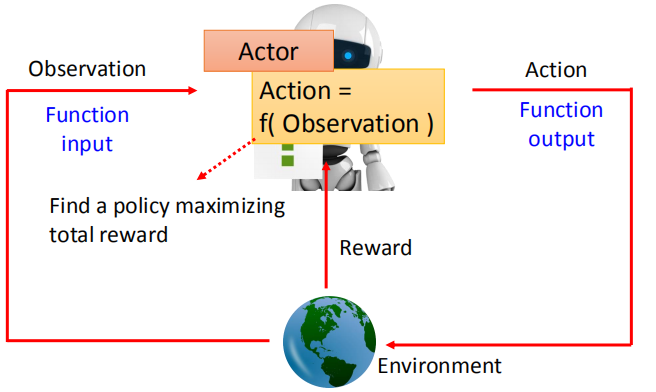 Actor
Observation
Action
Action =
f( Observation )
Function
input
Function
output
Find a policy maximizing
total reward
Reward
Environment